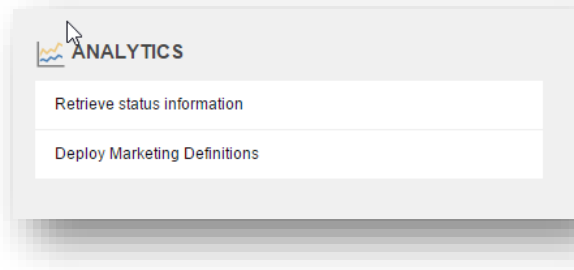 ANALYTICS
Retrieve status information
Deploy Marketing Definitions